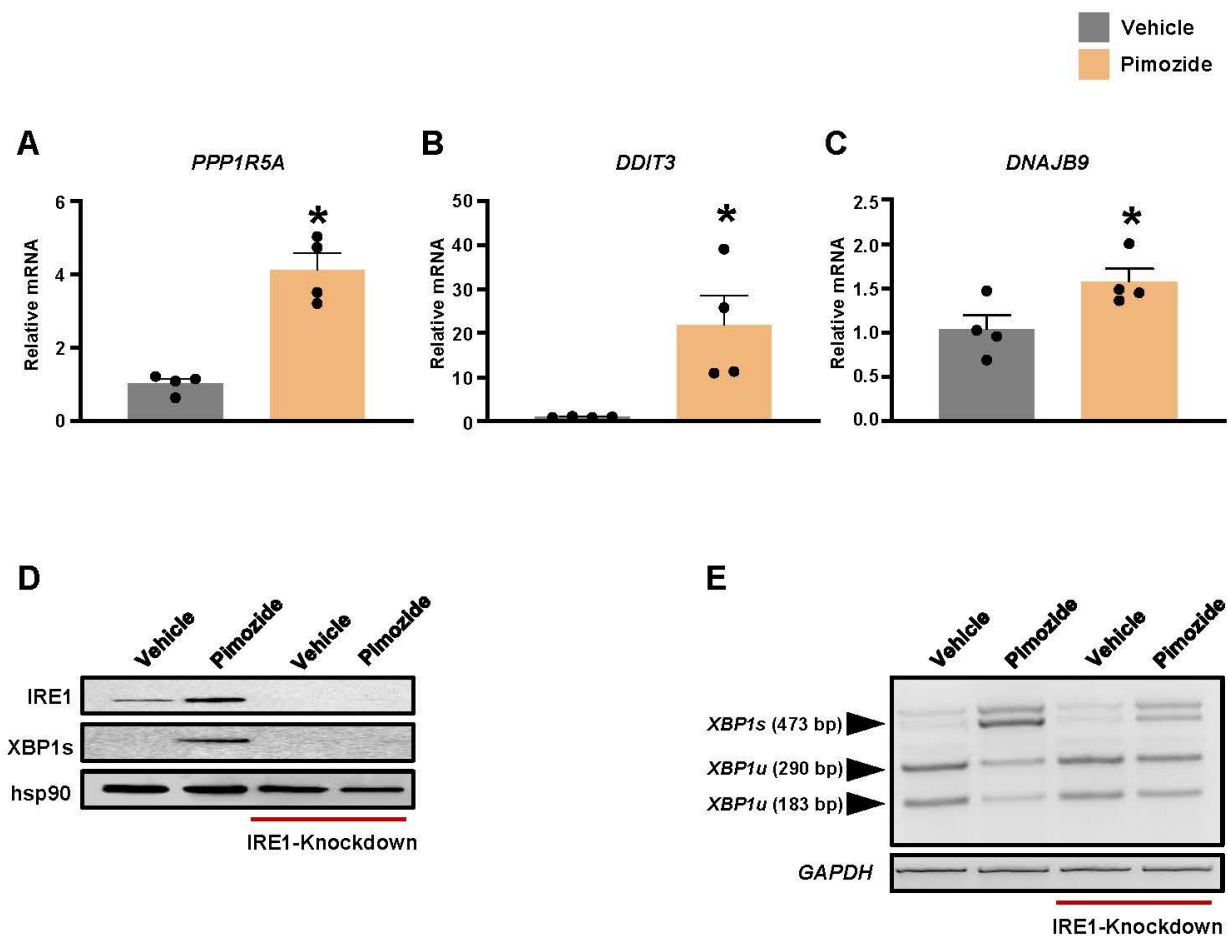 Vehicle
Pimozide
A
PPP1R5A
Relative mRNA
6
4
2
0
*
B
DDIT3
Relative mRNA
50
40
30
20
10
0
*
C
DNAJB9
Relative mRNA
2.5
2.0
1.5
1.0
0.5
0.0
*
D
Vehicle
Pimozide
Vehicle
Pimozide
IRE1
XBP1s
hsp90
IRE1-Knockdown
E
Vehicle
Pimozide
Vehicle
Pimozide
XBP1s (473 bp)
XBP1u (290 bp)
XBP1u (183 bp)
GAPDH
IRE1-Knockdown